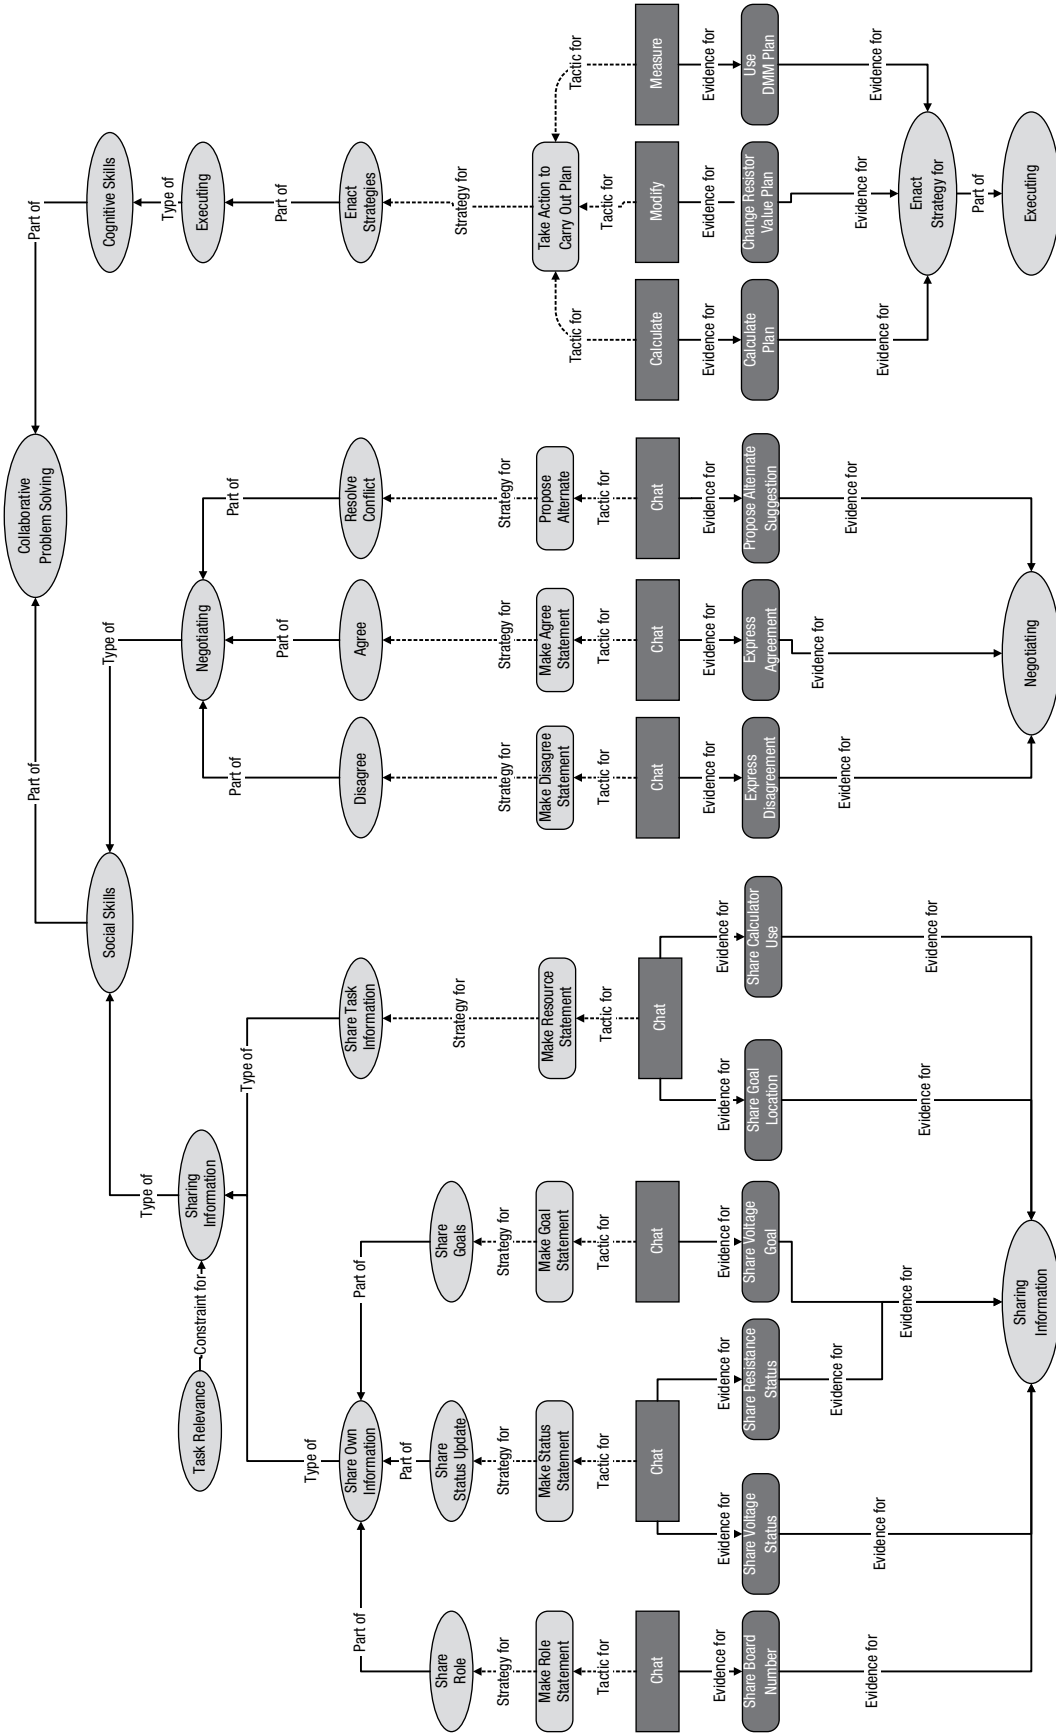 Collaborative
Problem Solving
Part of
Part of
Social Skills
Cognitive Skills
Type of
Type of
Type of
Task Relevance
Constraint for
Sharing
Information
Negotiating
Executing
Type of
Type of
Part of
Part of
Part of
Part of
Share Own
Information
Share Task
Information
Disagree
Agree
Resolve
Conflict
Enact
Strategies
Part of
Part of
Part of
Share
Role
Share
Status Update
Share
Goals
Strategy for
Strategy for
Strategy for
Strategy for
Strategy for
Strategy for
Strategy for
Strategy for
Make Role
Statement
Make Status
Statement
Make Goal
Statement
Make Resource
Statement
Make Disagree
Statement
Make Agree
Statement
Propose
Alternate
Take Action to
Carry Out Plan
Tactic for
Tactic for
Tactic for
Tactic for
Tactic for
Tactic for
Tactic for
Tactic for
Tactic for
Tactic for
Chat
Chat
Chat
Chat
Chat
Chat
Chat
Calculate
Modify
Measure
Evidence for
Evidence for
Evidence for
Evidence for
Evidence for
Evidence for
Evidence for
Evidence for
Evidence for
Evidence for
Evidence for
Evidence for
Share Board
Number
Share Voltage
Status
Share Resistance
Status
Share Voltage
Goal
Share Goal
Location
Share Calculator
Use
Express
Disagreement
Express
Agreement
Propose Alternate
Suggestion
Calculate
Plan
Change Resistor
Value Plan
Use
DMM Plan
Evidence for
Evidence for
Evidence for
Evidence for
Evidence for
Evidence for
Evidence for
Evidence for
Evidence for
Evidence for
Evidence for
Evidence for
Enact
Strategy for
Part of
Sharing
Information
Negotiating
Executing